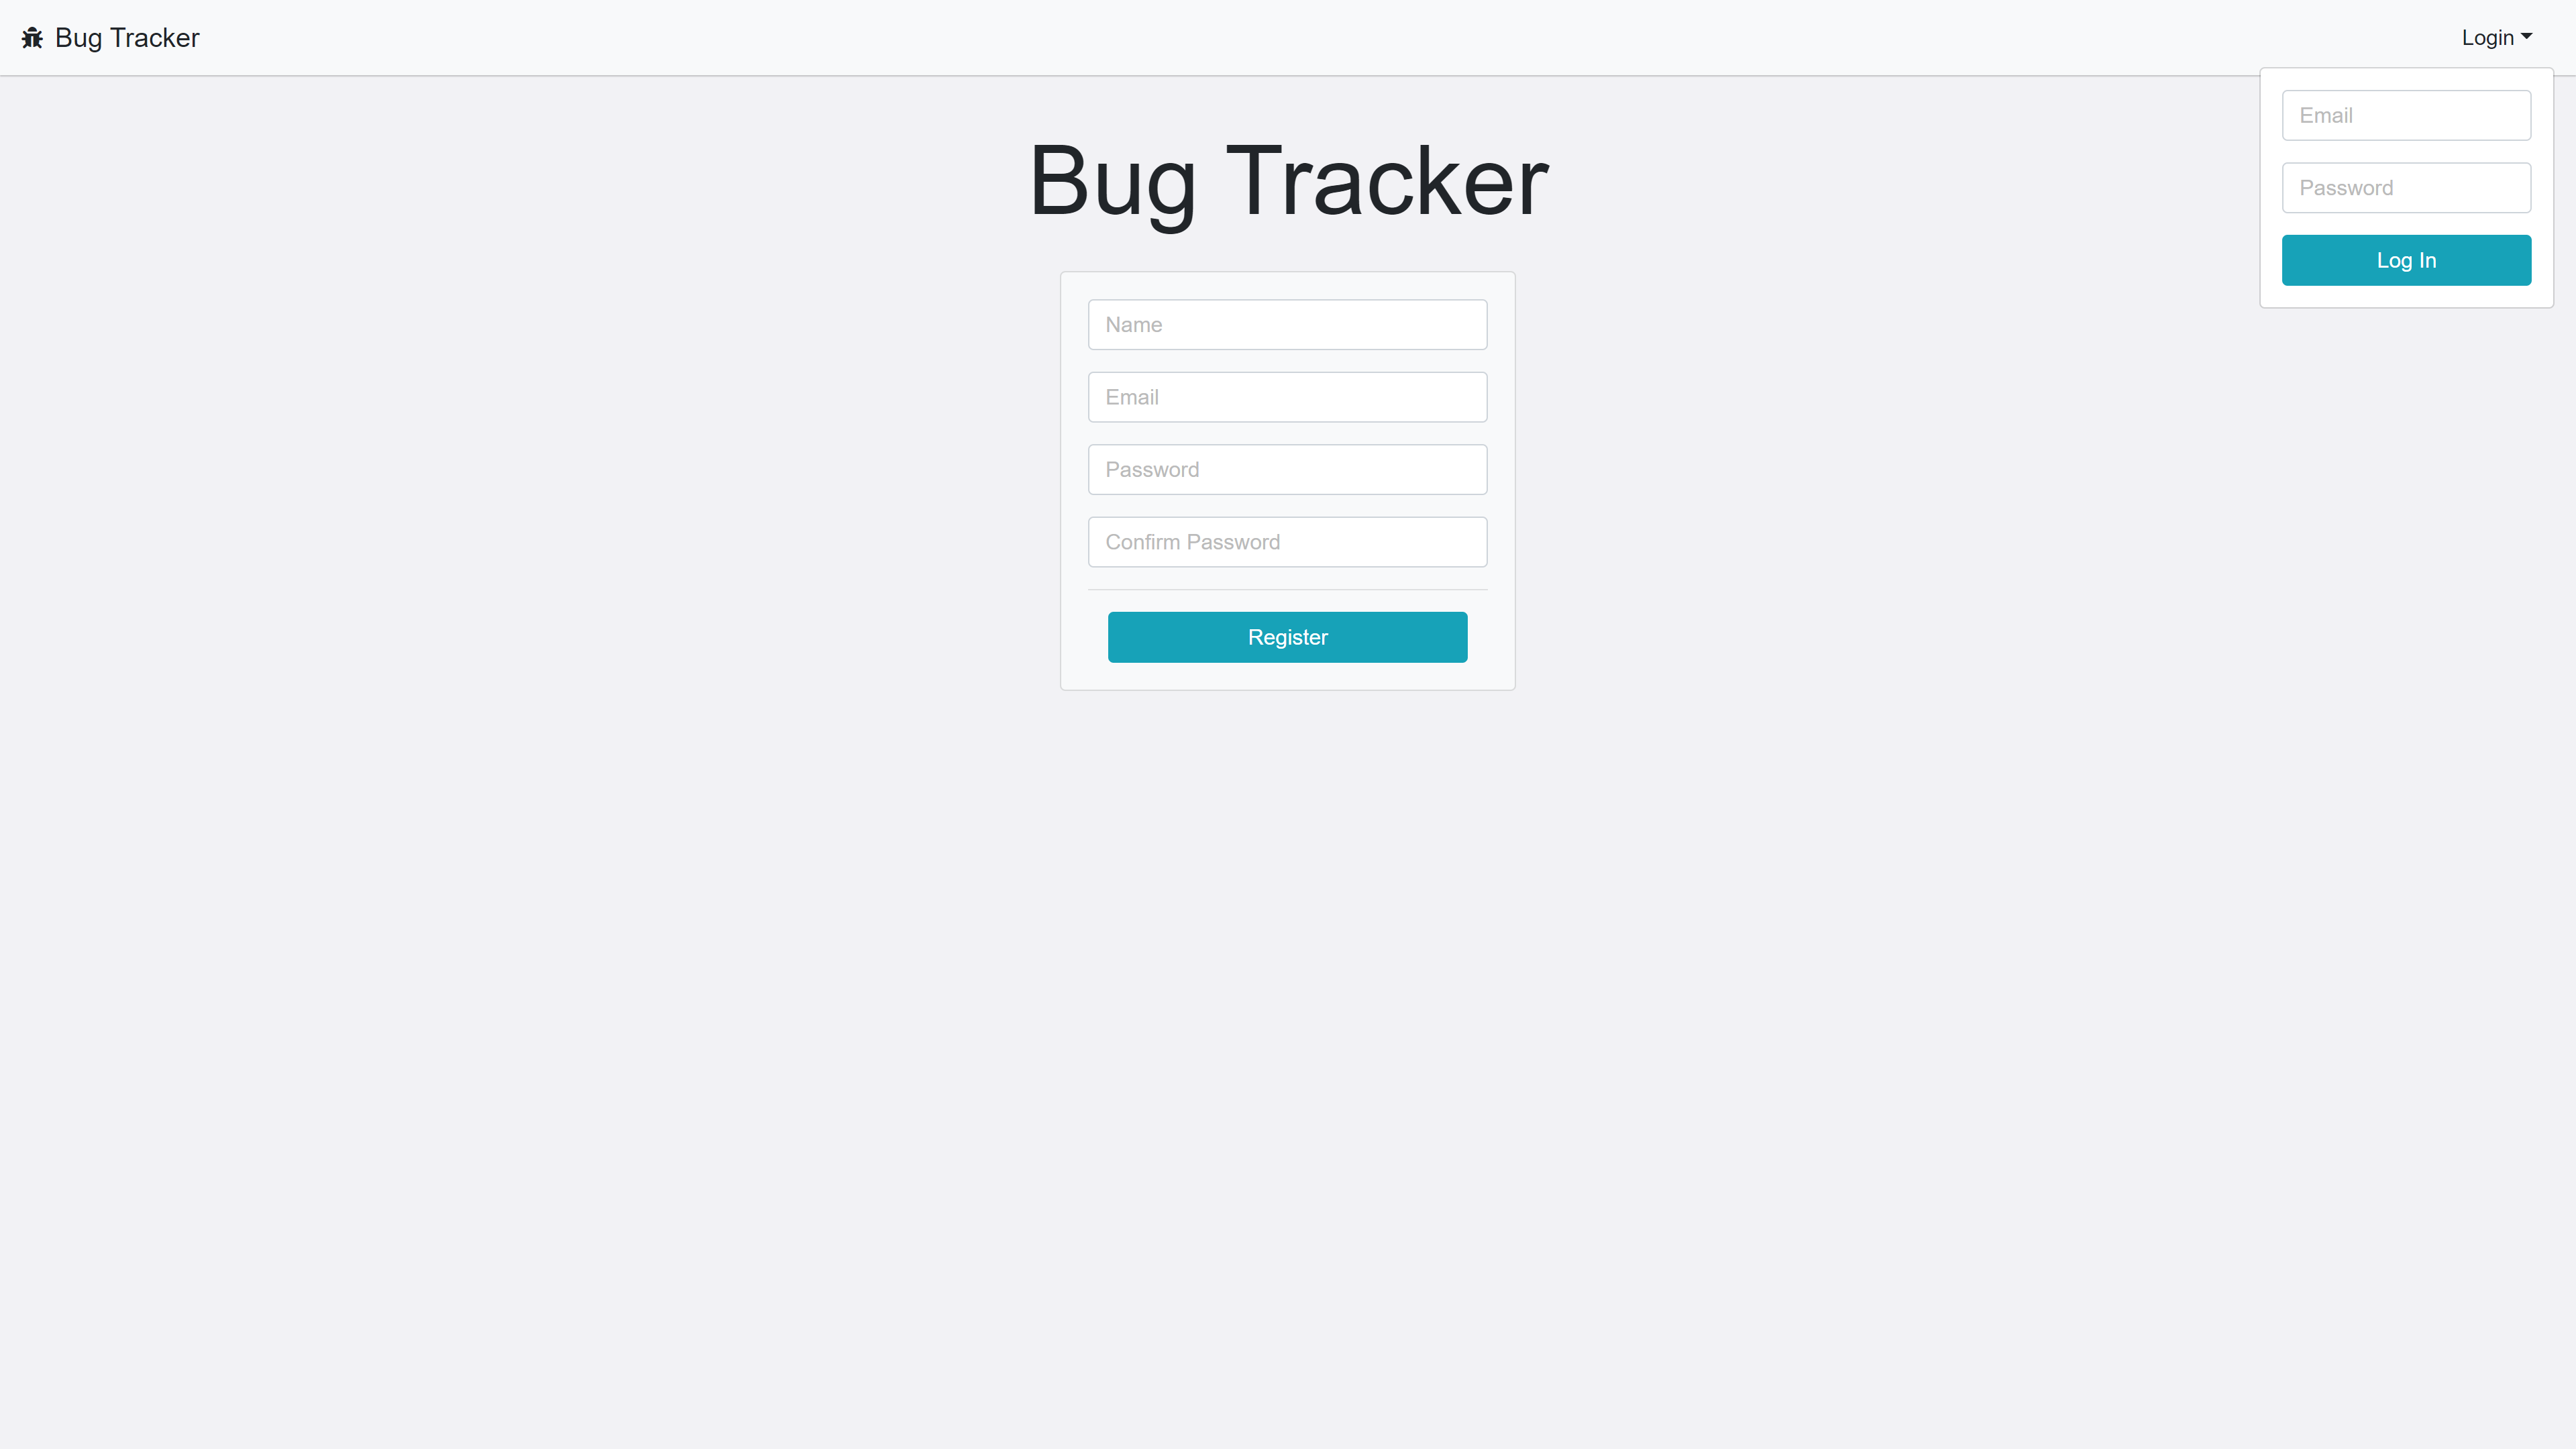 Bug Tracker
Login
Email
Password
Log In
Bug Tracker
Name
Email
Password
Confirm Password
Register